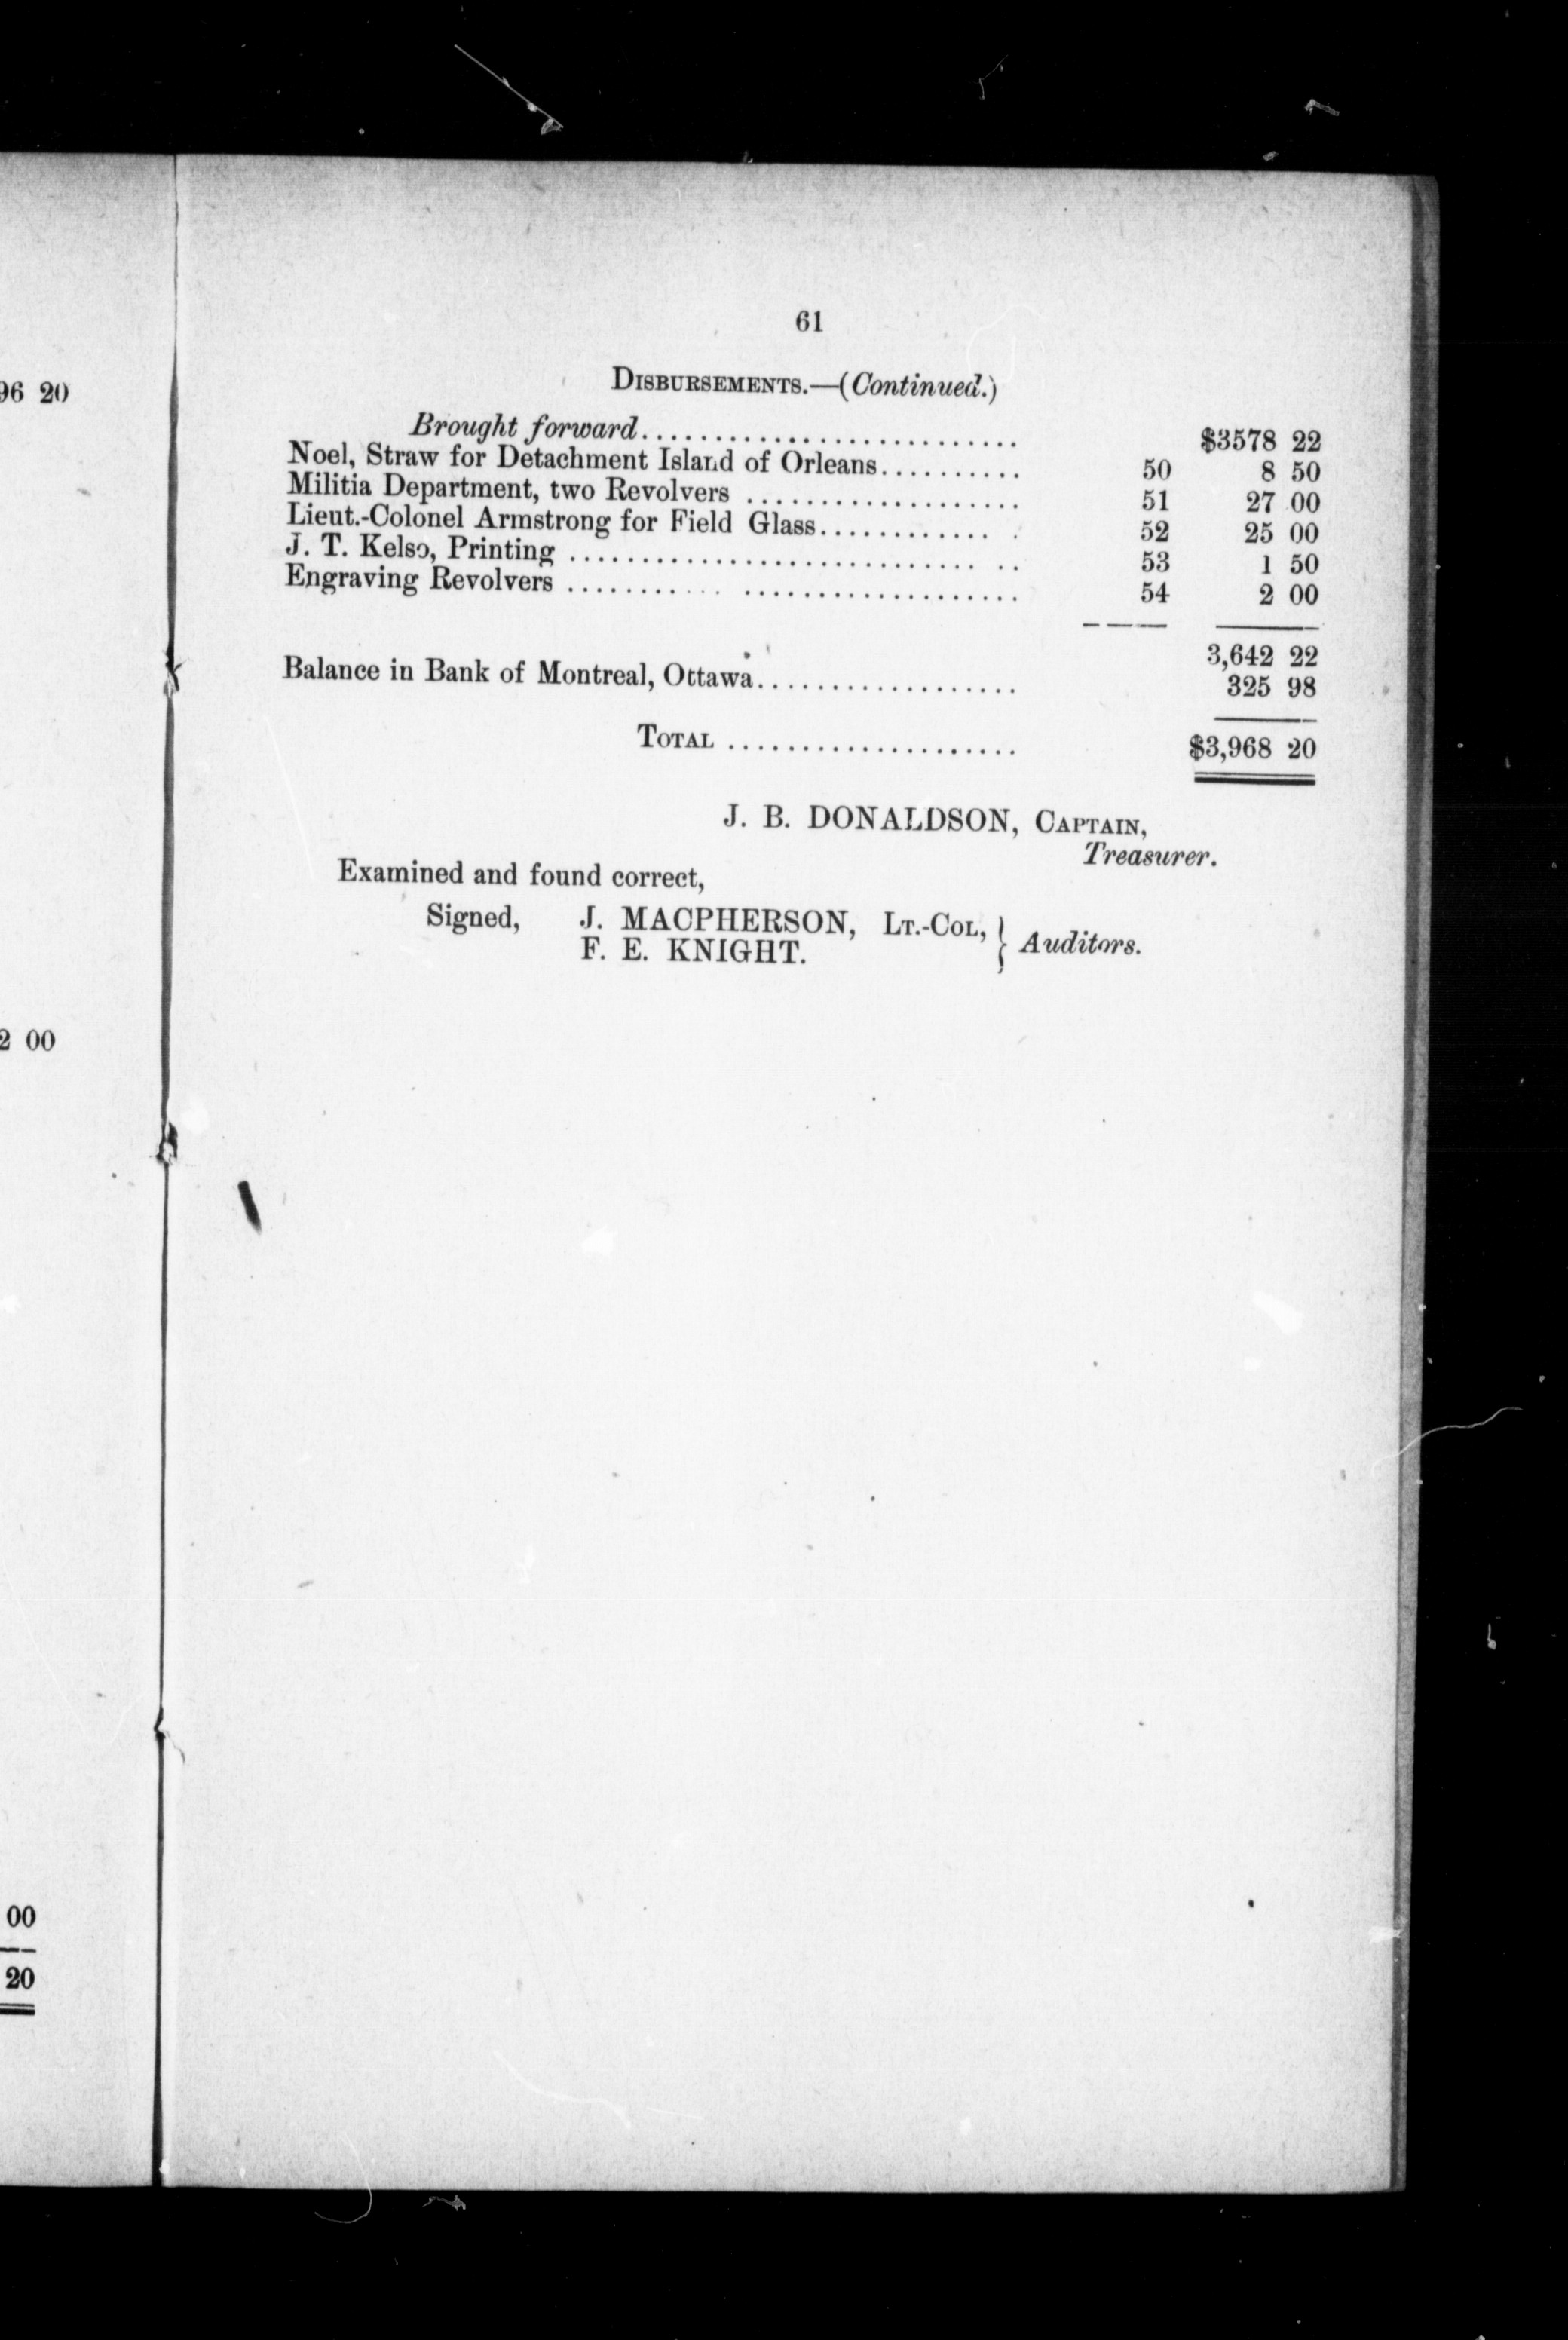 96 20
2 00
00
20
61
DISBURSEMENTS.—(Continued.)
Brought forward.......................... $3578 22
Noel, Straw for Detachment Island of Orleans.......... 50 8 50
Militia Department, two Revolvers ................... 51 27 00
Lieut.-Colonel Armstrong for Field Glass............. . 52 25 00
J. T. Kelso, Printing ............................ .. 53 1 50
Engraving Revolvers ........... ................... 54 2 00
3,642 22
Balance in Bank of Montreal, Ottawa.................. 325 98
TOTAL .................... $3,968 20
J. B. DONALDSON, CAPTAIN,
Treasurer.
Examined and found correct,
Signed, J. MACPHERSON, LT.-COL, } Auditors.
F. E. KNIGHT.